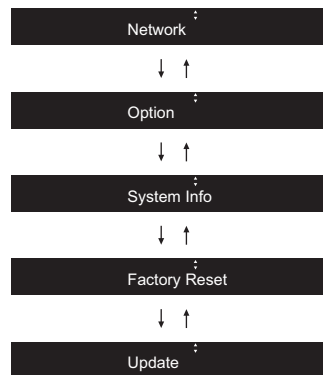 Network
Option
System Info
Factory Reset
Update